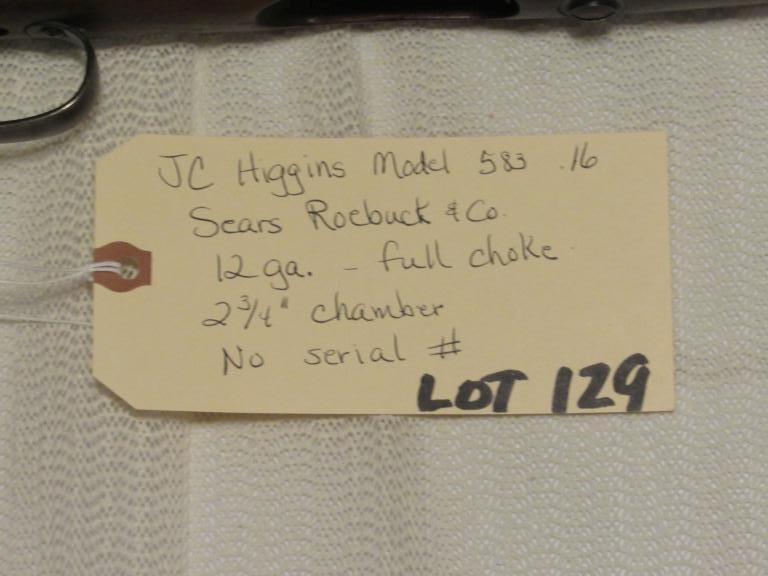 JC Higgins Model 583 .16
Sears Roebuck & Co.
12 ga. - full choke
2 3/4" chamber
No serial #
LOT 129